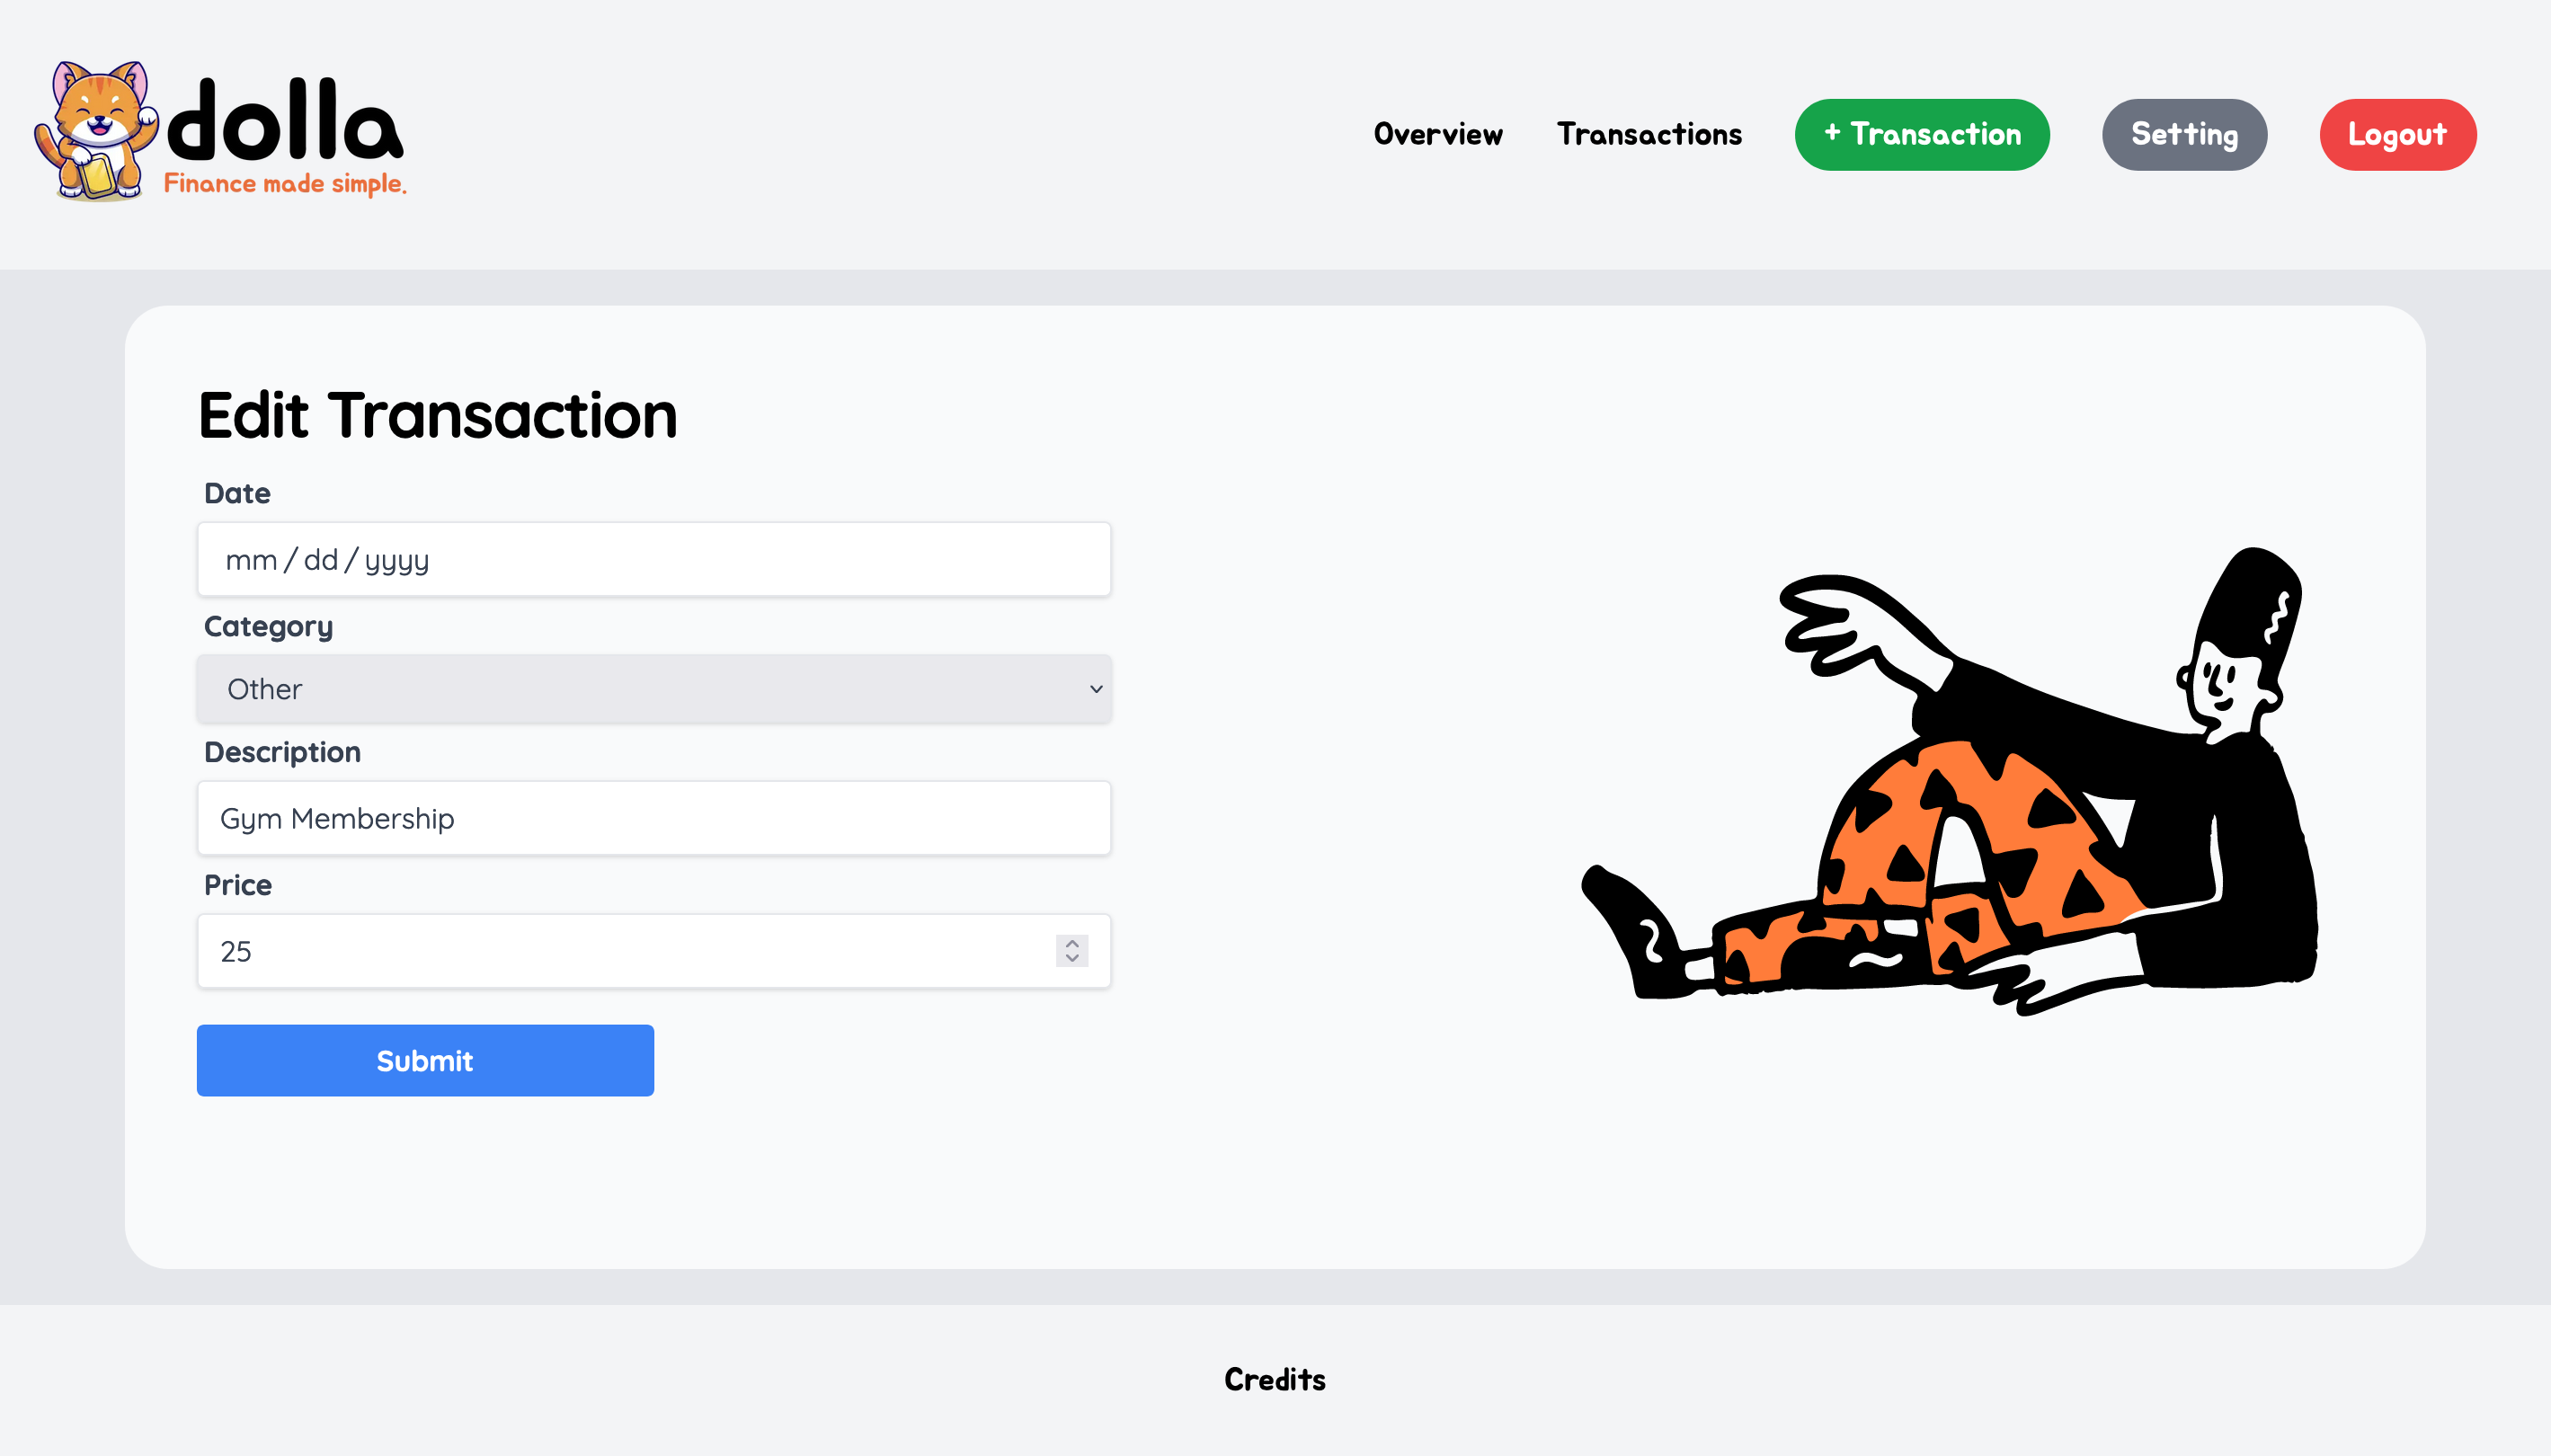 dolla
Finance made simple.
Overview
Transactions
+ Transaction
Setting
Logout
Edit Transaction
Date
mm / dd / yyyy
Category
Other
Description
Gym Membership
Price
25
Submit
Credits